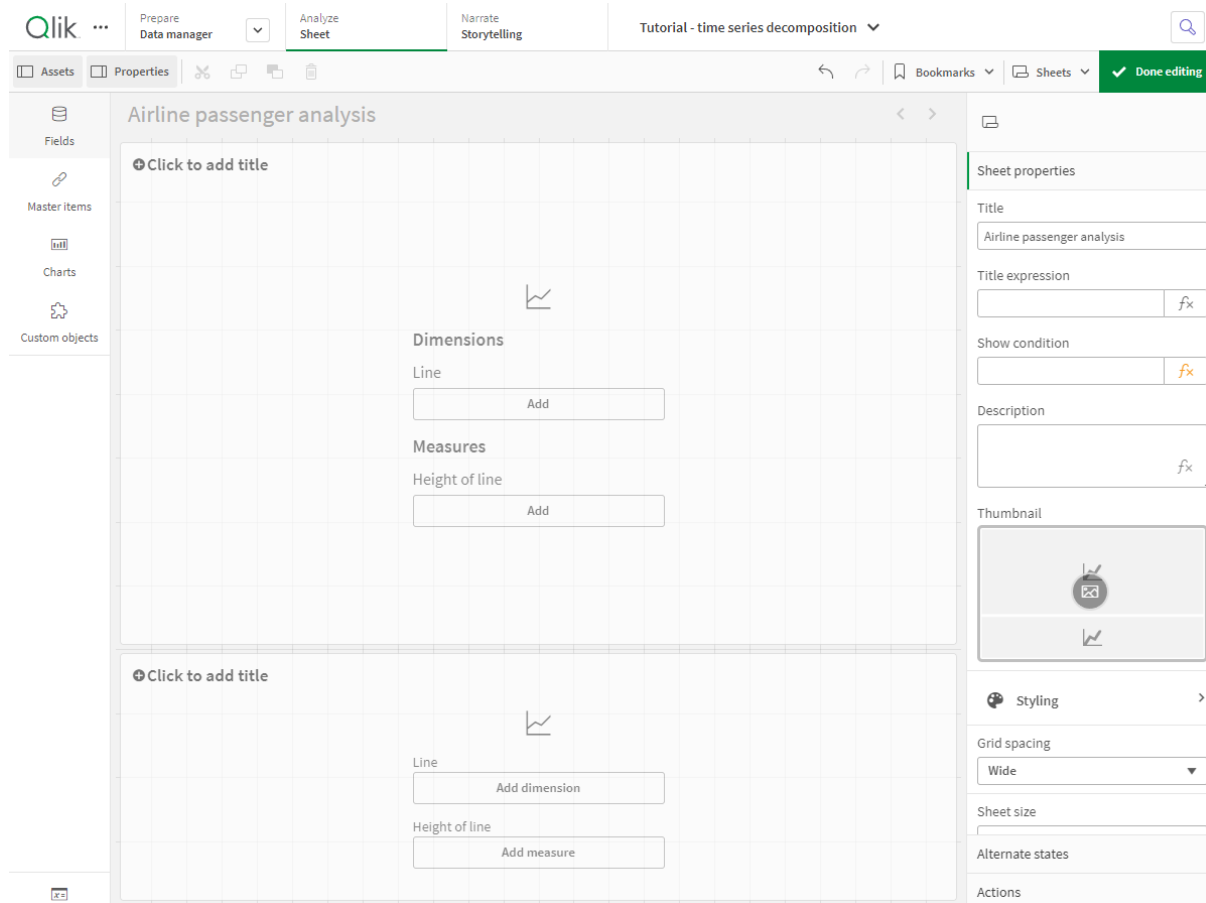 Qlik
Prepare
Data manager
Analyze
Sheet
Narrate
Storytelling
Tutorial - time series decomposition
Assets
Properties
Bookmarks
Sheets
Done editing
Fields
Master items
Charts
Custom objects
Airline passenger analysis
Click to add title
Dimensions
Line
Add
Measures
Height of line
Add
Click to add title
Line
Add dimension
Height of line
Add measure
Sheet properties
Title
Airline passenger analysis
Title expression
fx
Show condition
fx
Description
fx
Thumbnail
Styling
Grid spacing
Wide
Sheet size
Alternate states
Actions